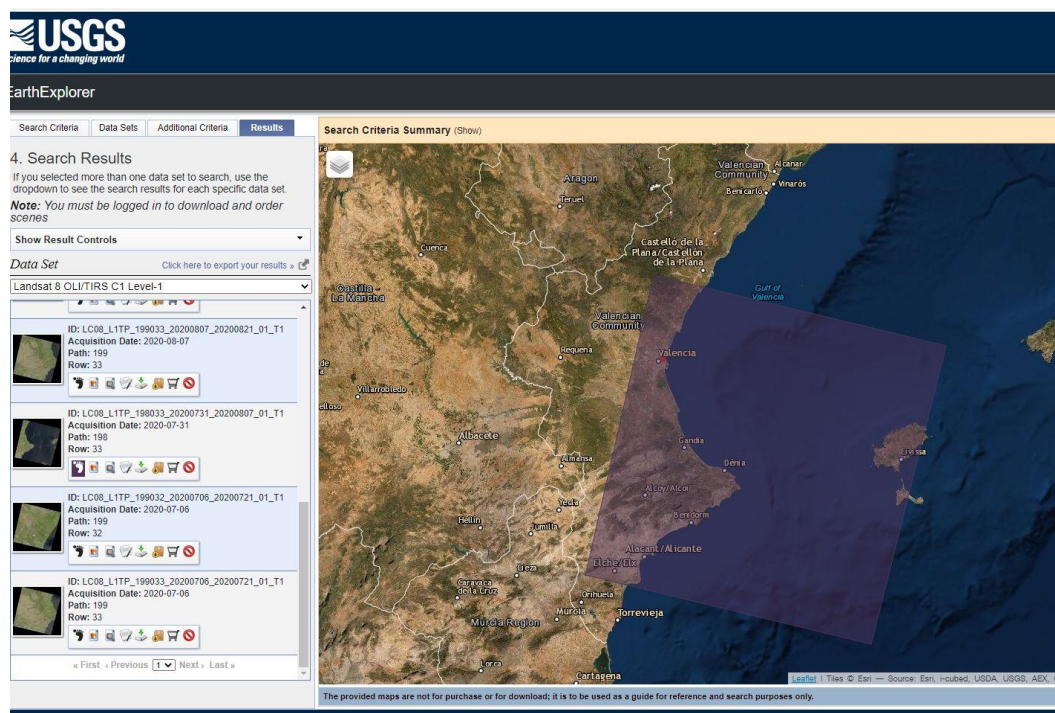 USGS
science for a changing world
EarthExplorer
Search Criteria
Data Sets
Additional Criteria
Results
4. Search Results
If you selected more than one data set to search, use the
dropdown to see the search results for each specific data set.
Note: You must be logged in to download and order
scenes
Show Result Controls
Data Set
Click here to export your results »
Landsat 8 OLI/TIRS C1 Level-1
ID: LC08_L1TP_199033_20200807_20200821_01_T1
Acquisition Date: 2020-08-07
Path: 199
Row: 33
ID: LC08_L1TP_198033_20200731_20200807_01_T1
Acquisition Date: 2020-07-31
Path: 198
Row: 33
ID: LC08_L1TP_199032_20200706_20200721_01_T1
Acquisition Date: 2020-07-06
Path: 199
Row: 32
ID: LC08_L1TP_199033_20200706_20200721_01_T1
Acquisition Date: 2020-07-06
Path: 199
Row: 33
« First ‹ Previous 1 Next › Last »
Search Criteria Summary (Show)
Valencian
Community
Alcanar
Vinaròs
Benicarló
Aragon
Teruel
Cuenca
Castelló de la
Plana/Castellón
de la Plana
Castilla -
La Mancha
Gulf of
Valencia
Valencian
Community
Requena
Valencia
Villarrobledo
Albacete
Gandia
Almansa
Dénia
Eivissa
Alcoy/Alcoi
Yecla
Benidorm
Hellín
Jumilla
Alacant/Alicante
Elche/Elx
Cieza
Caravaca
de la Cruz
Orihuela
Murcia
Torrevieja
Murcia Region
Lorca
Cartagena
Leaflet | Tiles © Esri — Source: Esri, i-cubed, USDA, USGS, AEX,
The provided maps are not for purchase or for download; it is to be used as a guide for reference and search purposes only.